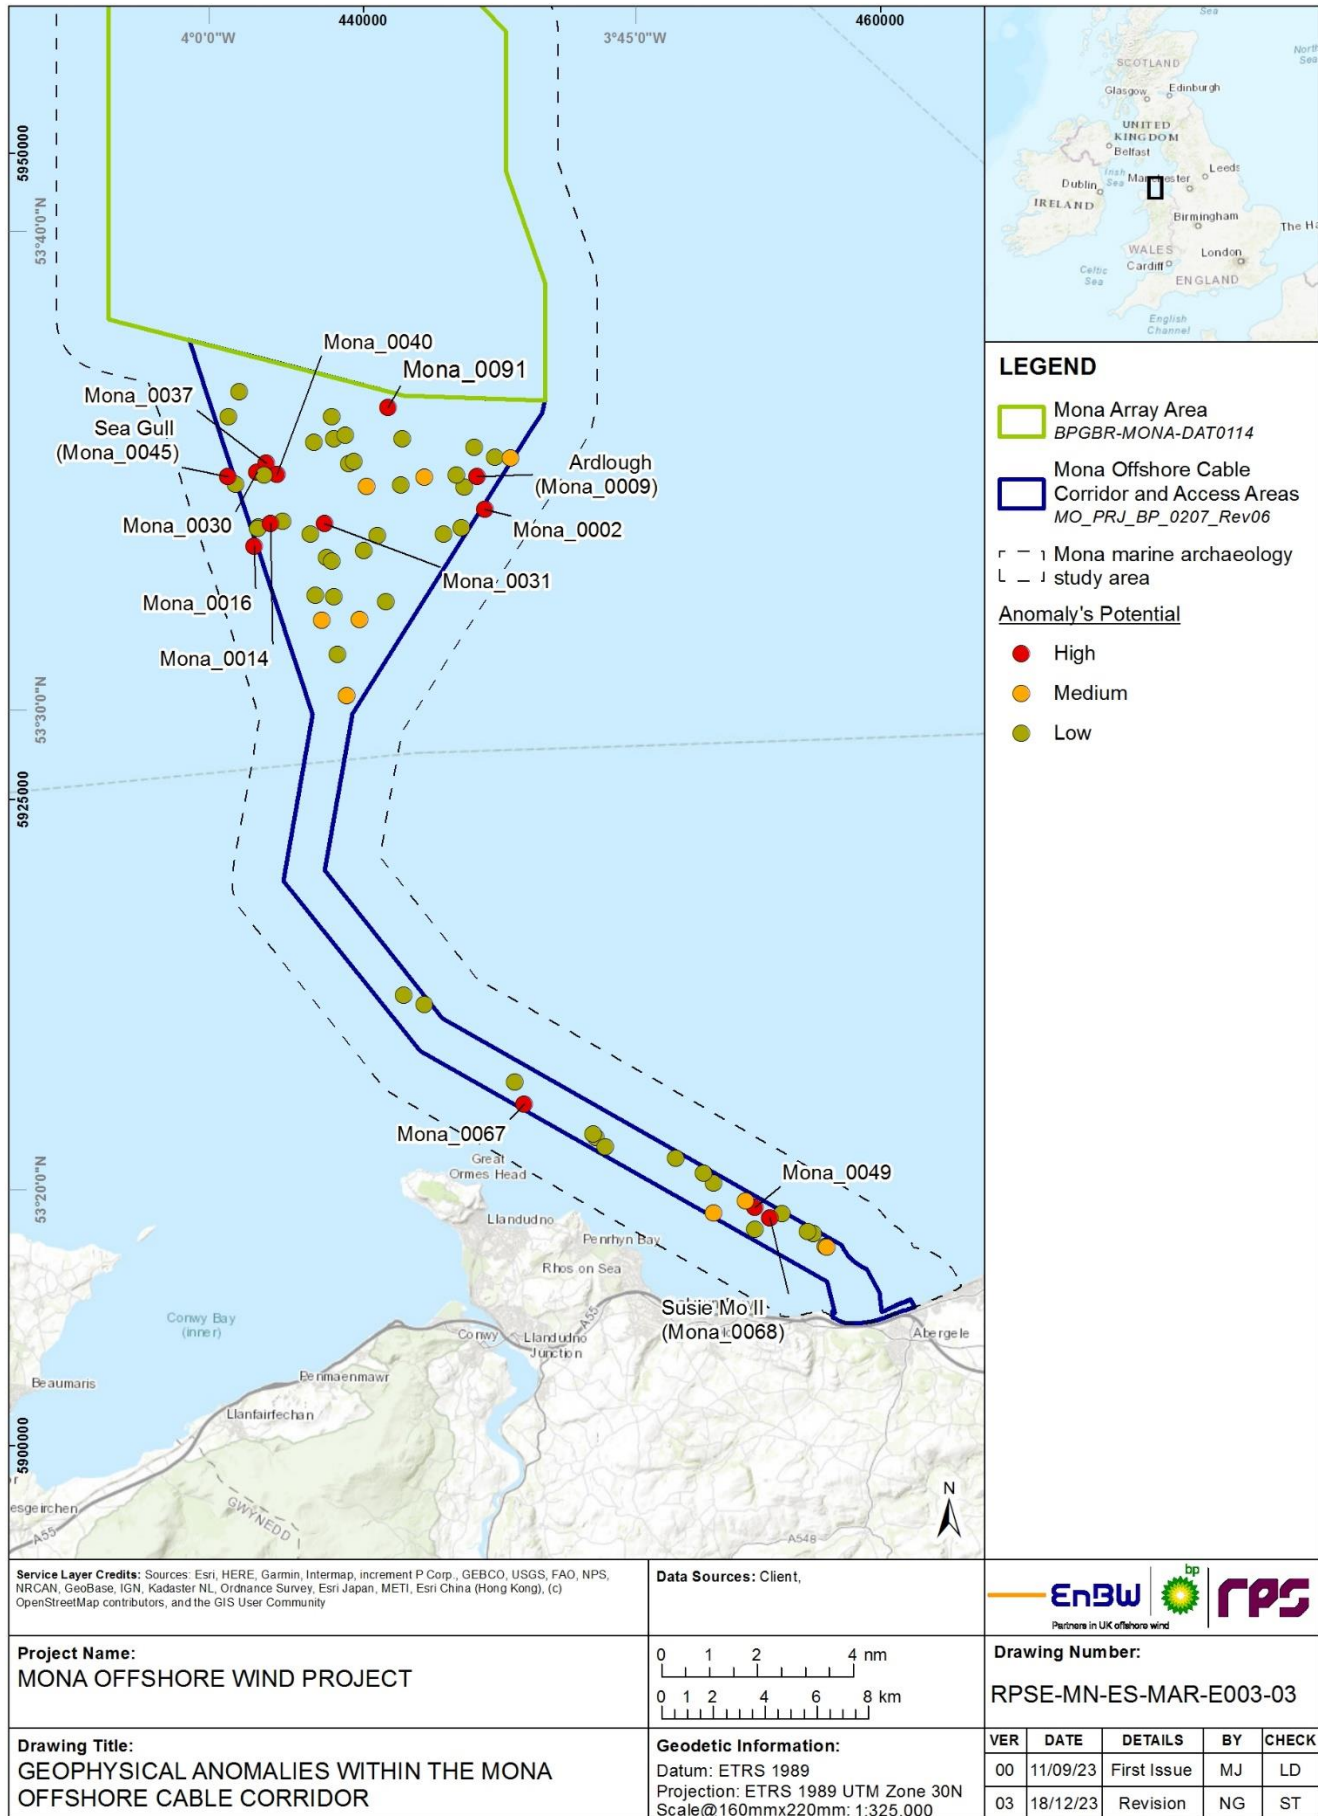 440000
460000
4°0'0"W
3°45'0"W
5950000
53°40'0"N
53°30'0"N
5925000
53°20'0"N
5900000
Mona_0040
Mona_0091
Mona_0037
Sea Gull
(Mona_0045)
Ardlough
(Mona_0009)
Mona_0030
Mona_0002
Mona_0031
Mona_0016
Mona_0014
Mona_0067
Mona_0049
Susie Mo II
(Mona_0068)
Great
Ormes Head
Llandudno
Penrhyn Bay
Rhos on Sea
A55
Conwy Bay
(inner)
Conwy
Llandudno
Junction
Abergele
Beaumaris
Penmaenmawr
Llanfairfechan
esgeirchen
A55
GWYNEDD
A548
N
Sea
North
Sea
SCOTLAND
Glasgow
Edinburgh
UNITED
KINGDOM
Belfast
Irish
Sea
Leeds
Dublin
Manchester
IRELAND
Birmingham
The Ha
WALES
London
Cardiff
Celtic
Sea
ENGLAND
English
Channel
LEGEND
Mona Array Area
BPGBR-MONA-DAT0114
Mona Offshore Cable
Corridor and Access Areas
MO_PRJ_BP_0207_Rev06
Mona marine archaeology
study area
Anomaly's Potential
High
Medium
Low
Service Layer Credits: Sources: Esri, HERE, Garmin, Intermap, increment P Corp., GEBCO, USGS, FAO, NPS,
NRCAN, GeoBase, IGN, Kadaster NL, Ordnance Survey, Esri Japan, METI, Esri China (Hong Kong), (c)
OpenStreetMap contributors, and the GIS User Community
Data Sources: Client,
EnBW
bp
rps
Partners in UK offshore wind
Project Name:
MONA OFFSHORE WIND PROJECT
0 1 2 4 nm
0 1 2 4 6 8 km
Drawing Number:
RPSE-MN-ES-MAR-E003-03
Drawing Title:
GEOPHYSICAL ANOMALIES WITHIN THE MONA
OFFSHORE CABLE CORRIDOR
Geodetic Information:
Datum: ETRS 1989
Projection: ETRS 1989 UTM Zone 30N
Scale@160mmx220mm: 1:325,000
VER DATE DETAILS BY CHECK
00 11/09/23 First Issue MJ LD
03 18/12/23 Revision NG ST